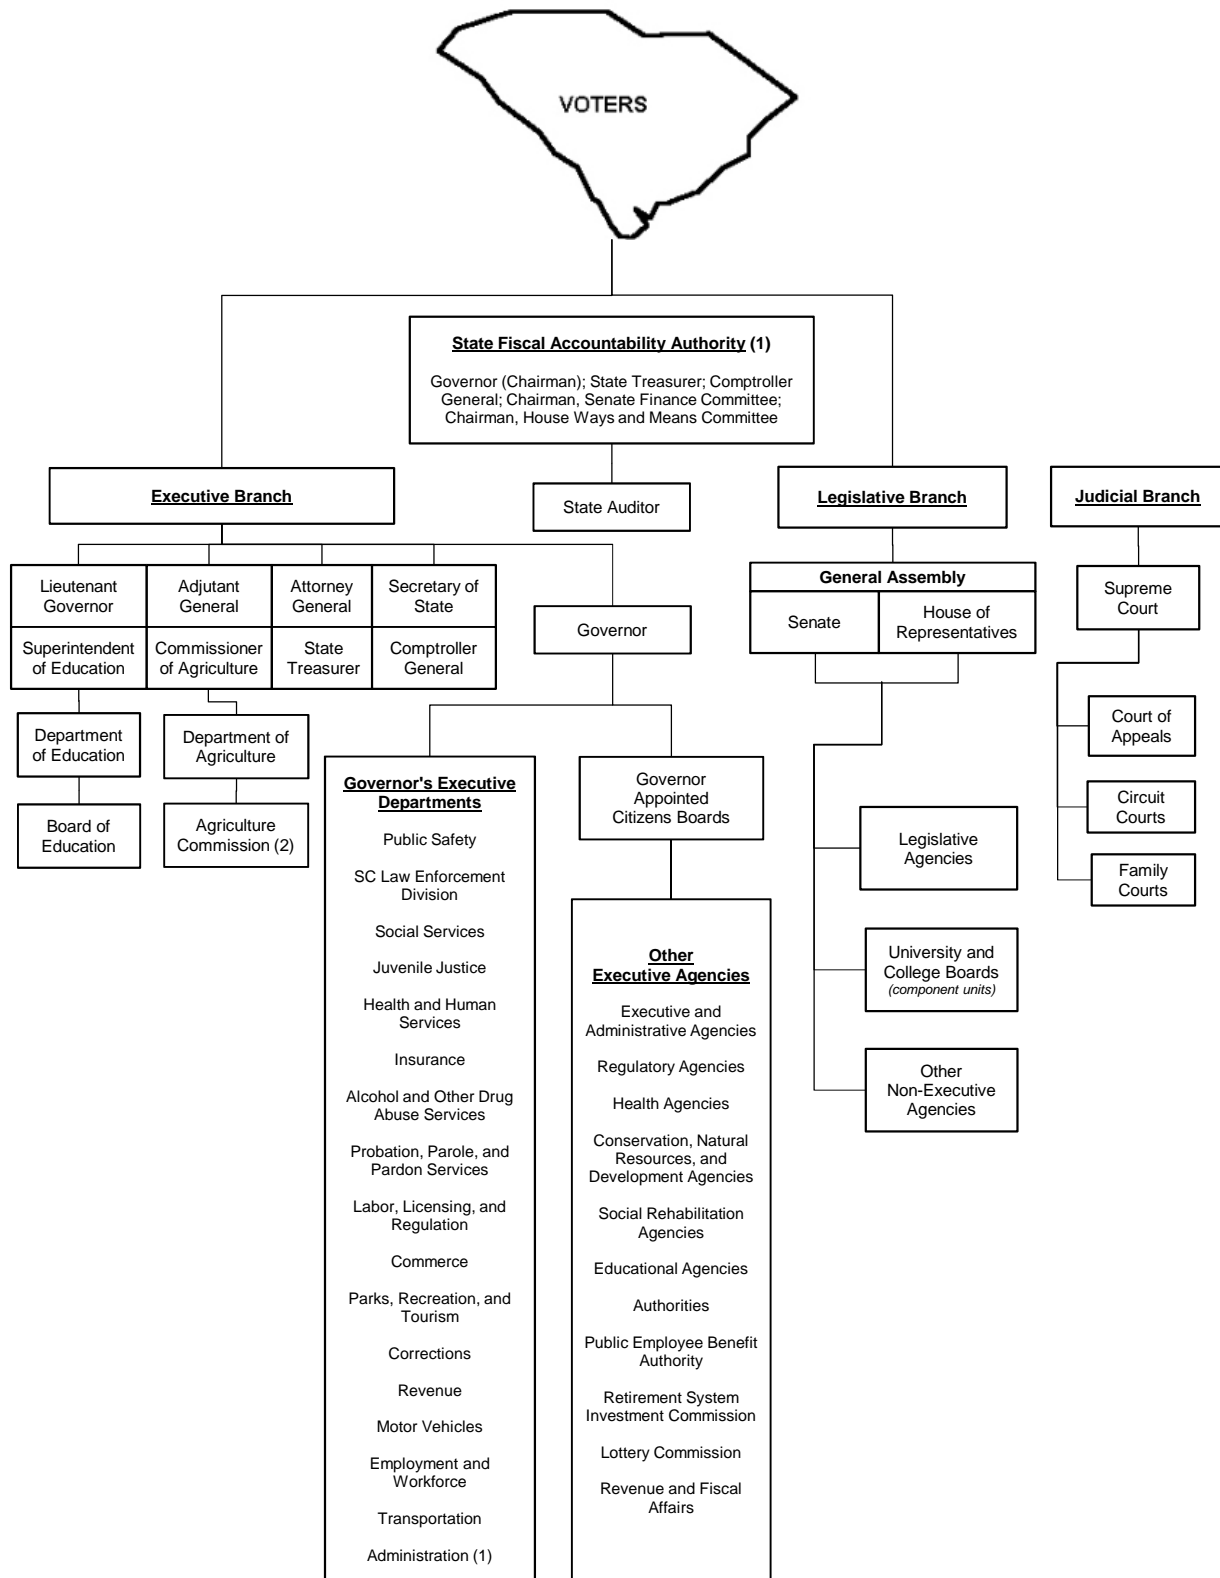 VOTERS
State Fiscal Accountability Authority (1)
Governor (Chairman); State Treasurer; Comptroller
General; Chairman, Senate Finance Committee;
Chairman, House Ways and Means Committee
Executive Branch
State Auditor
Legislative Branch
Judicial Branch
Lieutenant
Governor
Adjutant
General
Attorney
General
Secretary of
State
Superintendent
of Education
Commissioner
of Agriculture
State
Treasurer
Comptroller
General
Governor
General Assembly
Senate
House of
Representatives
Supreme
Court
Department
of Education
Department of
Agriculture
Board of
Education
Agriculture
Commission (2)
Governor's Executive
Departments
Public Safety
SC Law Enforcement
Division
Social Services
Juvenile Justice
Health and Human
Services
Insurance
Alcohol and Other Drug
Abuse Services
Probation, Parole, and
Pardon Services
Labor, Licensing, and
Regulation
Commerce
Parks, Recreation, and
Tourism
Corrections
Revenue
Motor Vehicles
Employment and
Workforce
Transportation
Administration (1)
Governor
Appointed
Citizens Boards
Other
Executive Agencies
Executive and
Administrative Agencies
Regulatory Agencies
Health Agencies
Conservation, Natural
Resources, and
Development Agencies
Social Rehabilitation
Agencies
Educational Agencies
Authorities
Public Employee Benefit
Authority
Retirement System
Investment Commission
Lottery Commission
Revenue and Fiscal
Affairs
Legislative
Agencies
University and
College Boards
(component units)
Other
Non-Executive
Agencies
Court of
Appeals
Circuit
Courts
Family
Courts